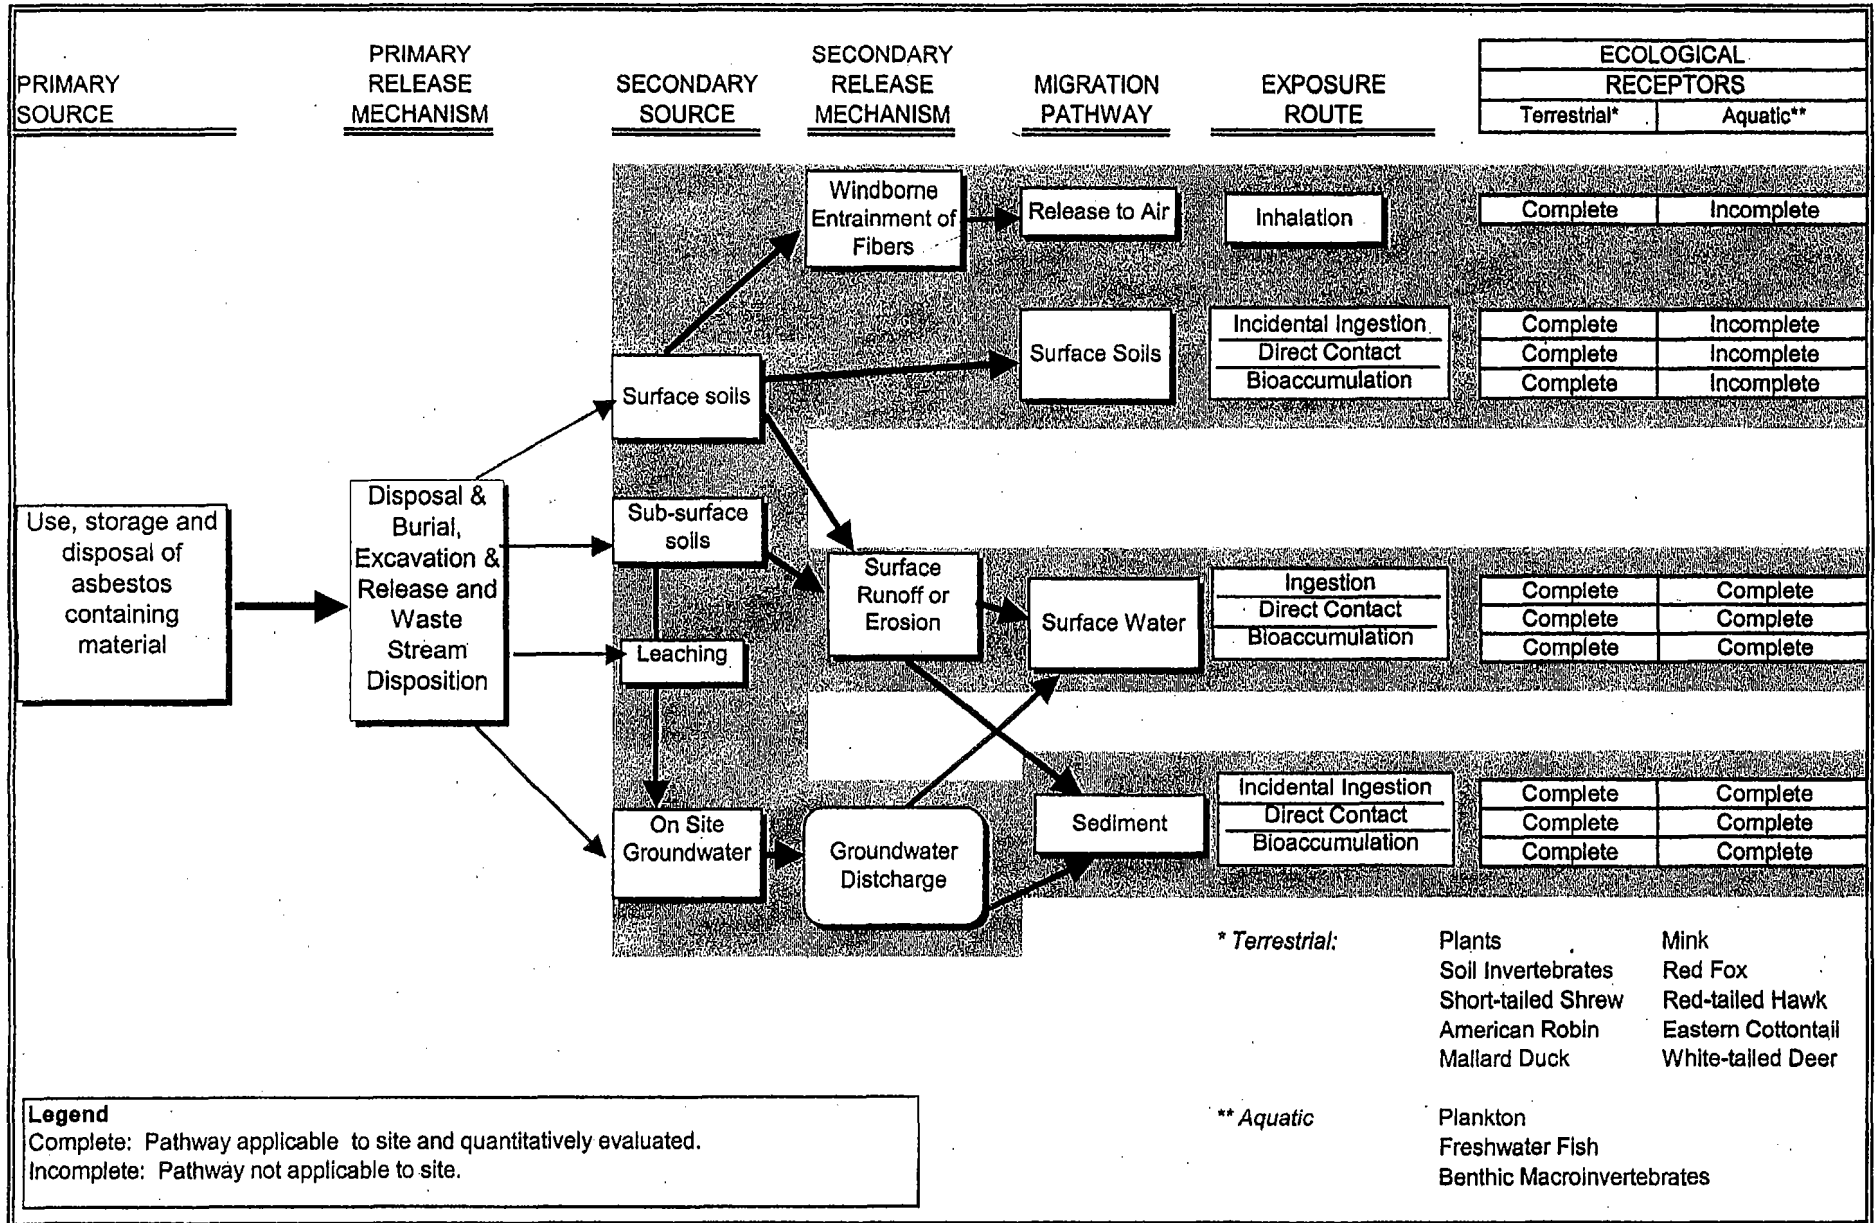 PRIMARY
SOURCE
PRIMARY
RELEASE
MECHANISM
SECONDARY
SOURCE
SECONDARY
RELEASE
MECHANISM
MIGRATION
PATHWAY
EXPOSURE
ROUTE
ECOLOGICAL
RECEPTORS
Terrestrial* Aquatic**
Windborne
Entrainment of
Fibers
Release to Air
Inhalation
Complete Incomplete
Surface soils
Surface Soils
Incidental Ingestion
Direct Contact
Bioaccumulation
Complete Incomplete
Complete Incomplete
Complete Incomplete
Use, storage and
disposal of
asbestos
containing
material
Disposal &
Burial,
Excavation &
Release and
Waste
Stream
Disposition
Sub-surface
soils
Leaching
Surface
Runoff or
Erosion
Surface Water
Ingestion
Direct Contact
Bioaccumulation
Complete Complete
Complete Complete
Complete Complete
On Site
Groundwater
Groundwater
Distcharge
Sediment
Incidental Ingestion
Direct Contact
Bioaccumulation
Complete Complete
Complete Complete
Complete Complete
* Terrestrial: Plants Mink
Soil Invertebrates Red Fox
Short-tailed Shrew Red-tailed Hawk
American Robin Eastern Cottontail
Mallard Duck White-tailed Deer
** Aquatic Plankton
Freshwater Fish
Benthic Macroinvertebrates
Legend
Complete: Pathway applicable to site and quantitatively evaluated.
Incomplete: Pathway not applicable to site.